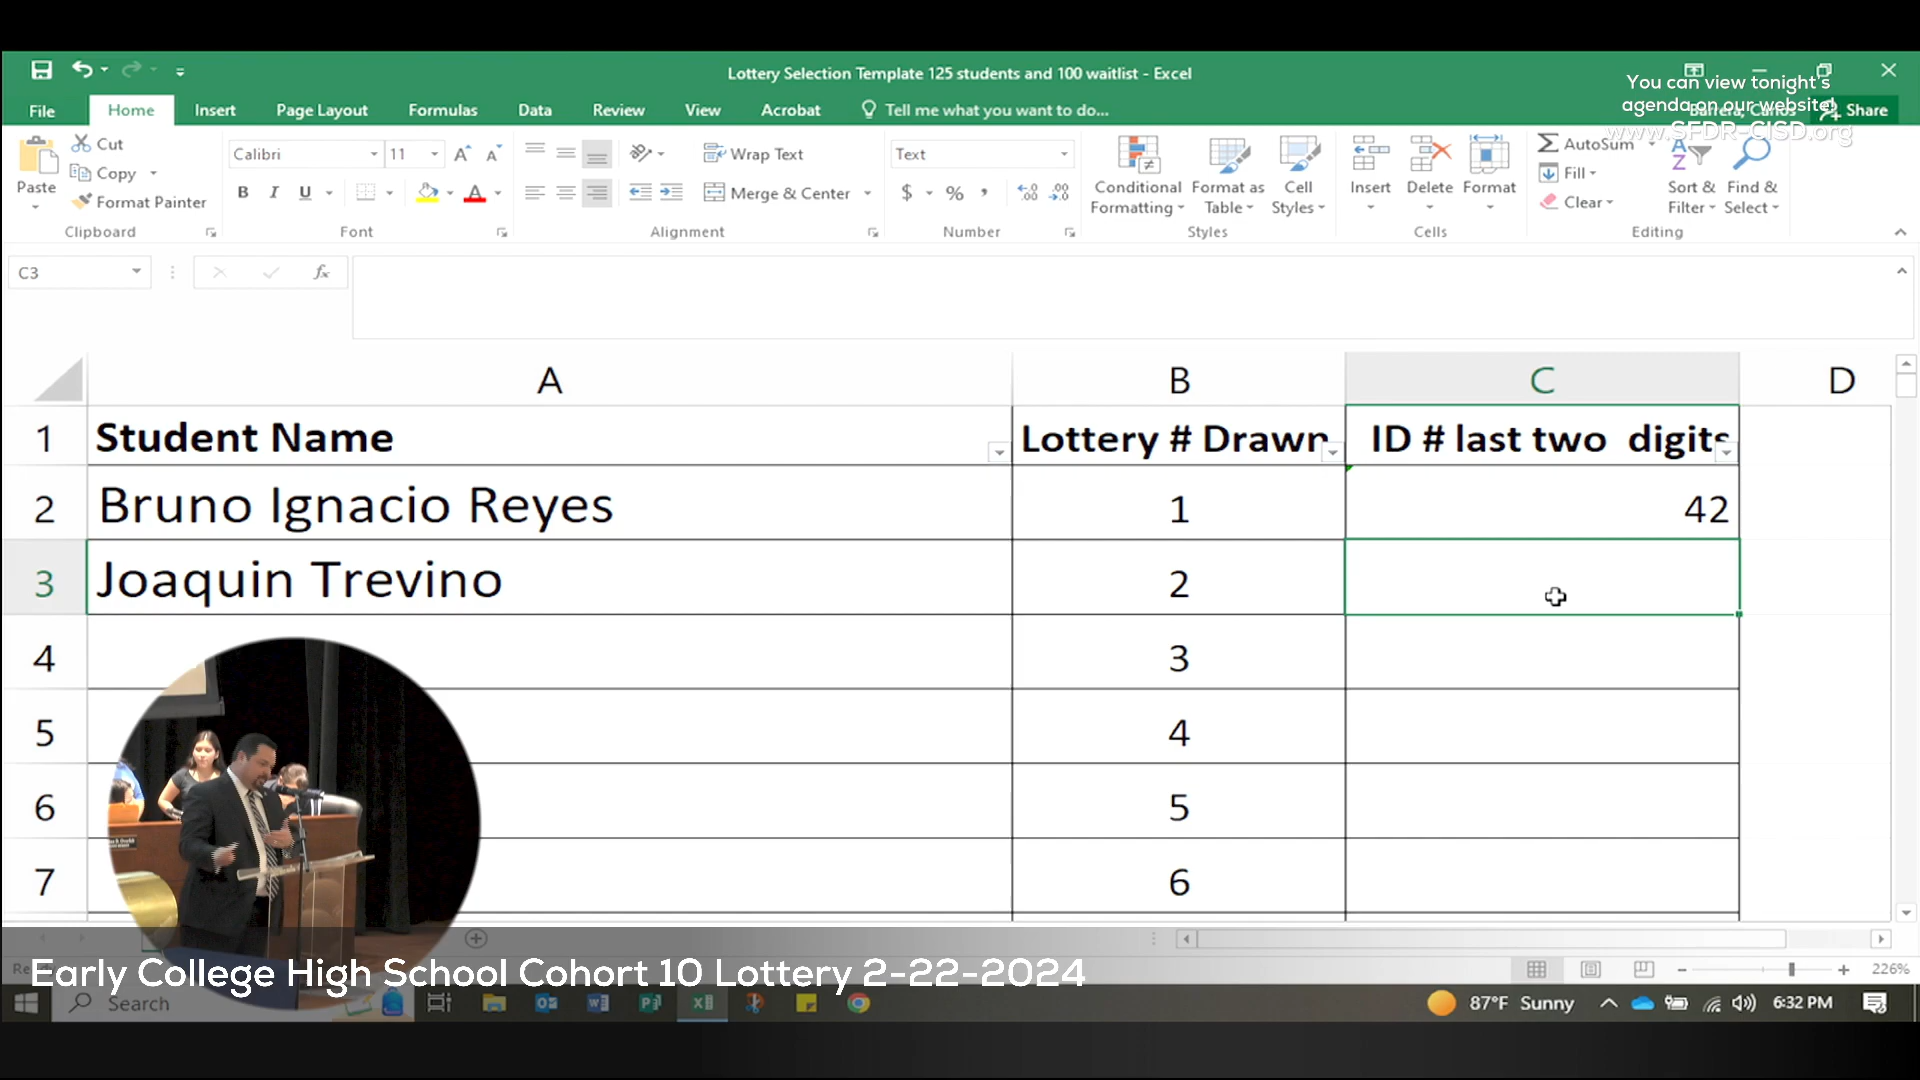 Lottery Selection Template 125 students and 100 waitlist - Excel
You can view tonight's
agenda on our website!
www.SFDR-CISD.org
File Home Insert Page Layout Formulas Data Review View Acrobat Tell me what you want to do... Share
Cut
Copy
Format Painter
Paste
Clipboard
Calibri 11
B I U
Font
Wrap Text
Merge & Center
Alignment
Text
$ % ,
Number
Conditional Formatting
Format as Table
Cell Styles
Styles
Insert Delete Format
Cells
AutoSum
Fill
Clear
Sort & Filter
Find & Select
Editing
C3 fx
A B C D
1 Student Name Lottery # Drawn ID # last two digits
2 Bruno Ignacio Reyes 1 42
3 Joaquin Trevino 2
4 3
5 4
6 5
7 6
226%
Early College High School Cohort 10 Lottery 2-22-2024
Search 87°F Sunny 6:32 PM